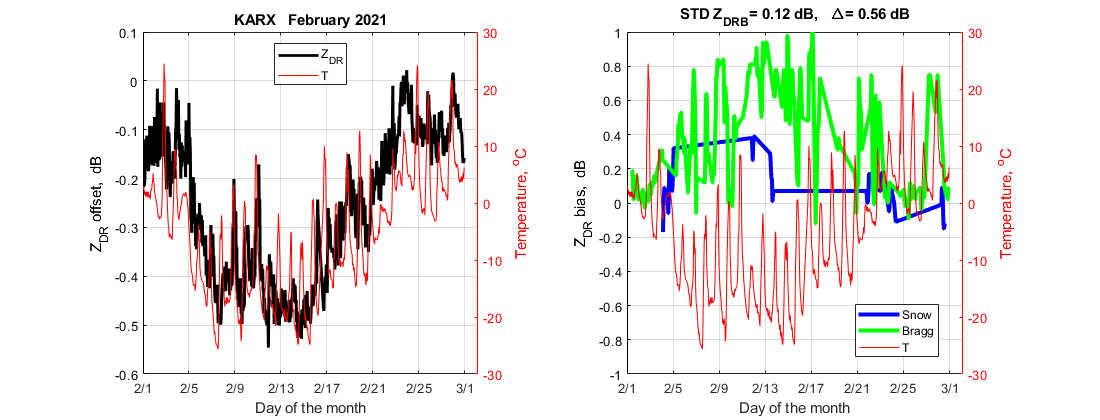 KARX   February 2021
Z_DR
T
0.1
0
-0.1
-0.2
-0.3
-0.4
-0.5
-0.6
Z_DR offset,  dB
30
20
10
0
-10
-20
-30
Temperature, °C
2/1 2/5 2/9 2/13 2/17 2/21 2/25 3/1
Day of the month
STD Z_DRB = 0.12 dB,   Δ = 0.56 dB
1
0.8
0.6
0.4
0.2
0
-0.2
-0.4
-0.6
-0.8
-1
Z_DR bias,  dB
Snow
Bragg
T
30
20
10
0
-10
-20
-30
Temperature, °C
2/1 2/5 2/9 2/13 2/17 2/21 2/25 3/1
Day of the month